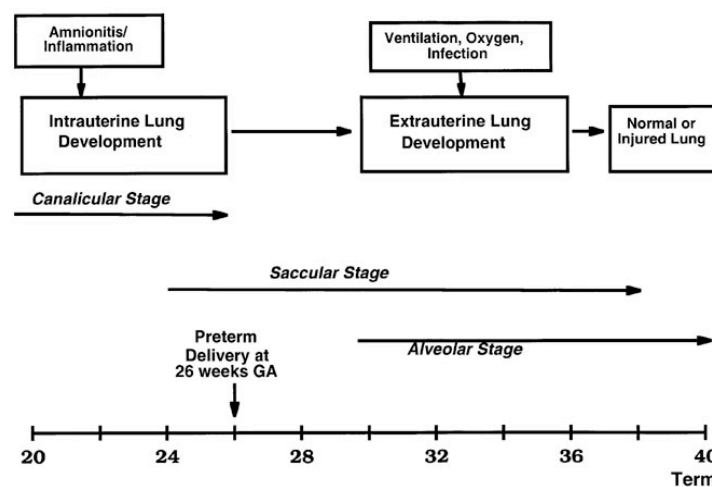 Amnionitis/
Inflammation
Ventilation, Oxygen,
Infection
Intrauterine Lung
Development
Extrauterine Lung
Development
Normal or
Injured Lung
Canalicular Stage
Saccular Stage
Alveolar Stage
Preterm
Delivery at
26 weeks GA
20 24 28 32 36 40
Term